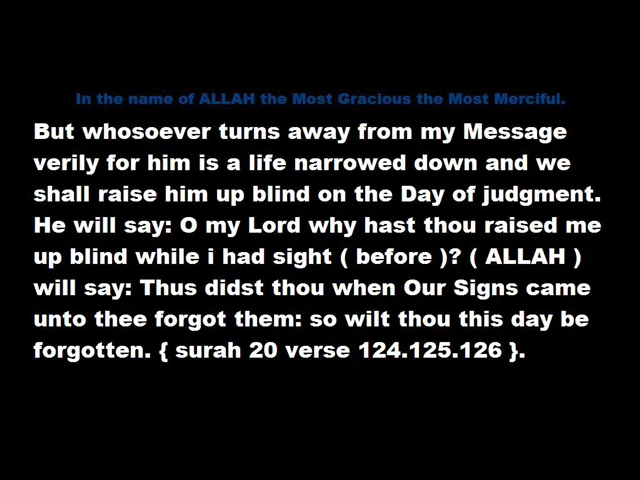 In the name of ALLAH the Most Gracious the Most Merciful.
But whosoever turns away from my Message
verily for him is a life narrowed down and we
shall raise him up blind on the Day of judgment.
He will say: O my Lord why hast thou raised me
up blind while i had sight ( before )? ( ALLAH )
will say: Thus didst thou when Our Signs came
unto thee forgot them: so wilt thou this day be
forgotten. { surah 20 verse 124.125.126 }.